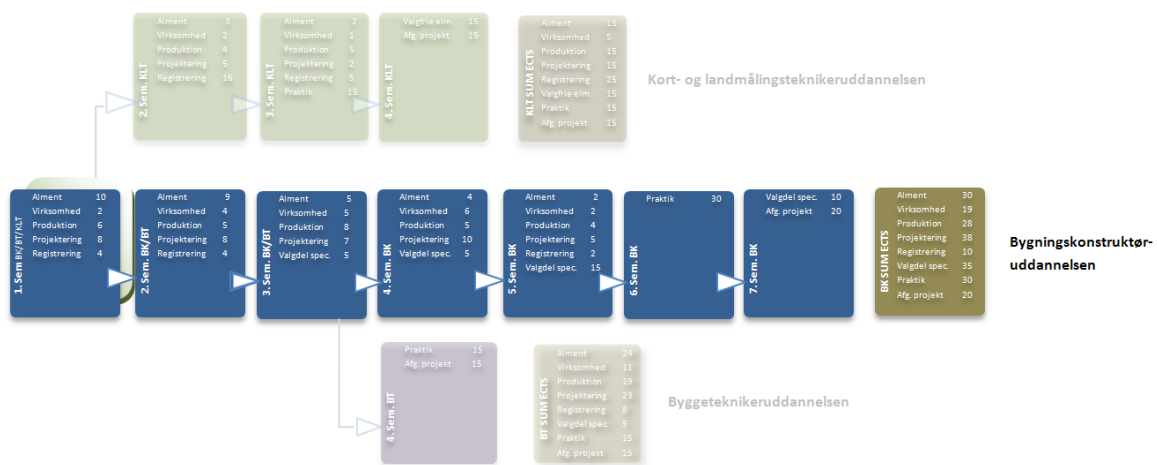 Alment 3
Virksomhed 2
Produktion 4
Projektering 5
Registrering 16
2. Sem. KLT
Alment 2
Virksomhed 1
Produktion 5
Projektering 2
Registrering 5
Praktik 15
3. Sem. KLT
Valgfrie elm. 15
Afg. projekt 15
4. Sem. KLT
Alment 15
Virksomhed 5
Produktion 15
Projektering 15
Registrering 25
Valgfrie elm. 15
Praktik 15
Afg. projekt 15
KLT SUM ECTS
Kort- og landmålingsteknikeruddannelsen
Alment 10
Virksomhed 2
Produktion 6
Projektering 8
Registrering 4
1. Sem BK/BT/KLT
Alment 9
Virksomhed 4
Produktion 5
Projektering 8
Registrering 4
2. Sem. BK/BT
Alment 5
Virksomhed 5
Produktion 8
Projektering 7
Valgdel spec. 5
3. Sem. BK/BT
Alment 4
Virksomhed 6
Produktion 5
Projektering 10
Valgdel spec. 5
4. Sem. BK
Alment 2
Virksomhed 2
Produktion 4
Projektering 5
Registrering 2
Valgdel spec. 15
5. Sem. BK
Praktik 30
6. Sem. BK
Valgdel spec. 10
Afg. projekt 20
7. Sem. BK
Alment 30
Virksomhed 19
Produktion 28
Projektering 38
Registrering 10
Valgdel spec. 35
Praktik 30
Afg. projekt 20
BK SUM ECTS
Bygningskonstruktør-
uddannelsen
Praktik 15
Afg. projekt 15
4. Sem. BT
Alment 24
Virksomhed 11
Produktion 19
Projektering 23
Registrering 8
Valgdel spec. 5
Praktik 15
Afg. projekt 15
BT SUM ECTS
Byggeteknikeruddannelsen